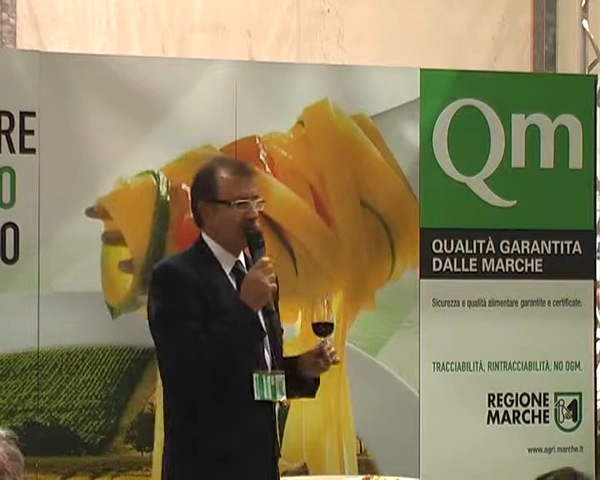 RE
O
O
Qm
QUALITÀ GARANTITA
DALLE MARCHE
Sicurezza e qualità alimentare garantite e certificate.
TRACCIABILITÀ, RINTRACCIABILITÀ, NO OGM.
REGIONE
MARCHE
www.agri.marche.it